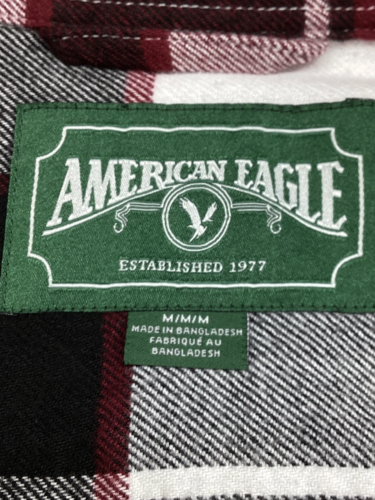 AMERICAN EAGLE
ESTABLISHED 1977
M/M/M
MADE IN BANGLADESH
FABRIQUÉ AU
BANGLADESH